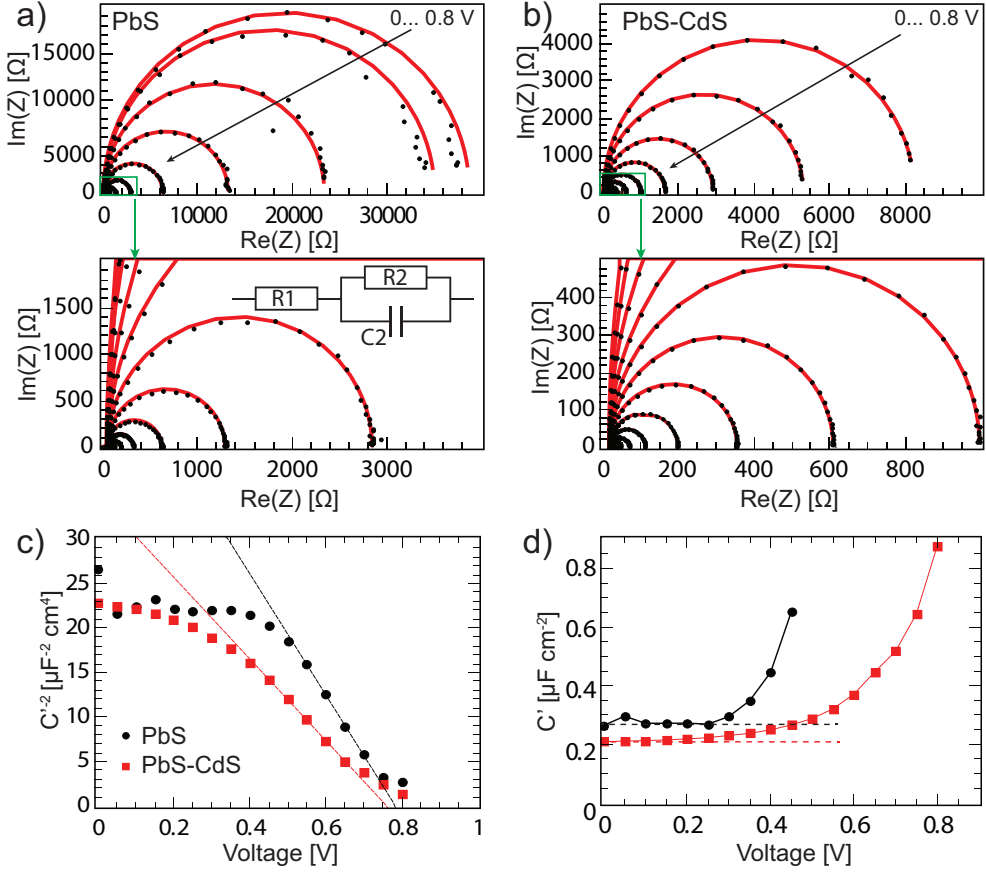 a)
PbS
0... 0.8 V
Im(Z) [Ω]
15000
10000
5000
0
0 10000 20000 30000
Re(Z) [Ω]
b)
PbS-CdS
0... 0.8 V
Im(Z) [Ω]
4000
3000
2000
1000
0
0 2000 4000 6000 8000
Re(Z) [Ω]
Im(Z) [Ω]
1500
1000
500
0
0 1000 2000 3000
Re(Z) [Ω]
R1
R2
C2
Im(Z) [Ω]
400
300
200
100
0
0 200 400 600 800
Re(Z) [Ω]
c)
C'⁻² [µF⁻² cm⁴]
30
25
20
15
10
5
0
0 0.2 0.4 0.6 0.8 1
Voltage [V]
PbS
PbS-CdS
d)
C' [µF cm⁻²]
0.8
0.6
0.4
0.2
0
0 0.2 0.4 0.6 0.8
Voltage [V]